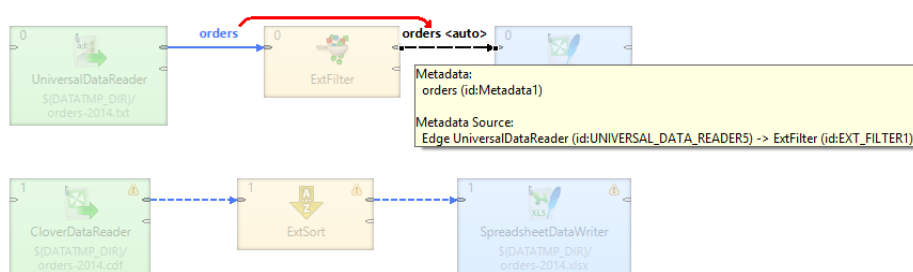 orders
orders <auto>
0
0
0
UniversalDataReader
${DATATMP_DIR}/
orders-2014.txt
ExtFilter
Metadata:
orders (id:Metadata1)
Metadata Source:
Edge UniversalDataReader (id:UNIVERSAL_DATA_READER5) -> ExtFilter (id:EXT_FILTER1)
1
1
1
A
Z
XLS
CloverDataReader
${DATATMP_DIR}/
orders-2014.cdf
ExtSort
SpreadsheetDataWriter
${DATATMP_DIR}/
orders-2014.xlsx